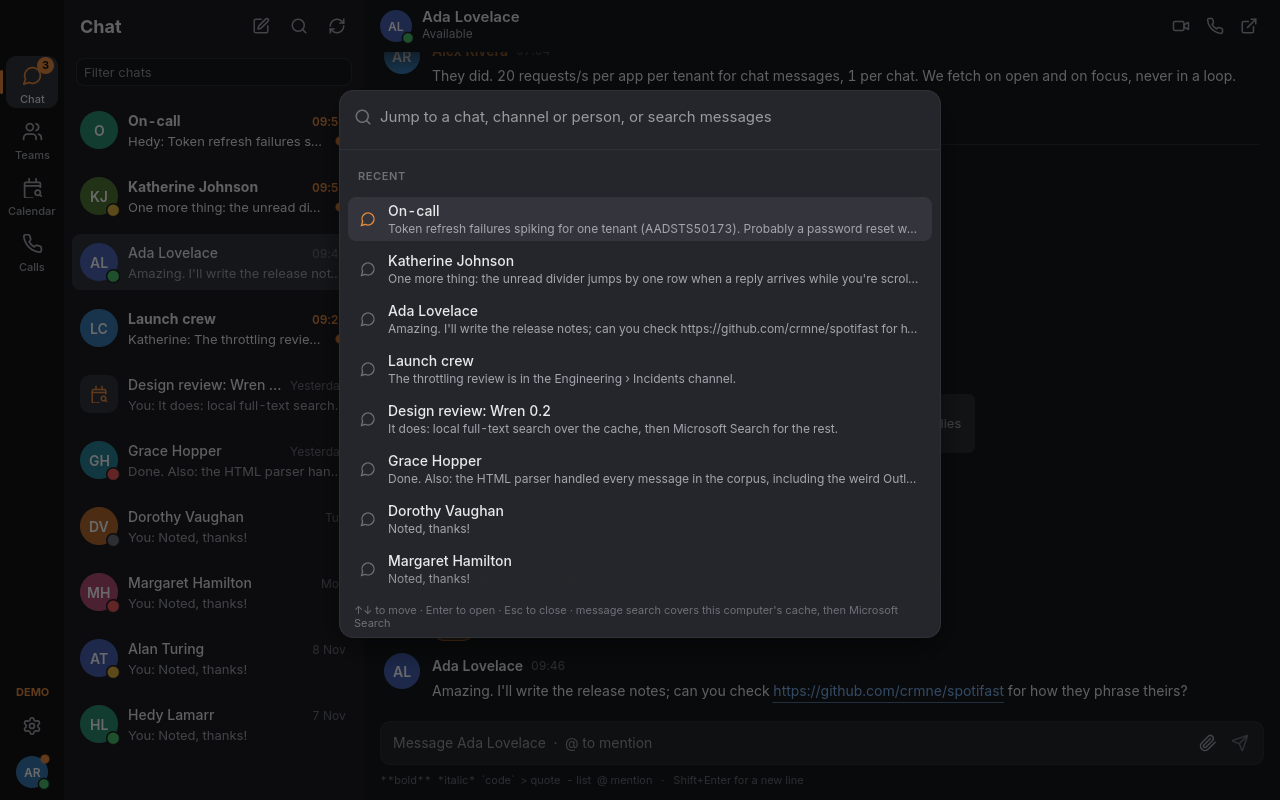 Chat
Ada Lovelace
AL
Available
3
Chat
Teams
Calendar
Calls
DEMO
AR
Filter chats
O
On-call
09:5
Hedy: Token refresh failures s...
KJ
Katherine Johnson
09:5
One more thing: the unread di...
AL
Ada Lovelace
09:4
Amazing. I'll write the release not...
LC
Launch crew
09:2
Katherine: The throttling revie...
Design review: Wren ...
Yesterda
You: It does: local full-text search.
GH
Grace Hopper
Yesterda
Done. Also: the HTML parser han...
DV
Dorothy Vaughan
Tu
You: Noted, thanks!
MH
Margaret Hamilton
Mo
You: Noted, thanks!
AT
Alan Turing
8 Nov
You: Noted, thanks!
HL
Hedy Lamarr
7 Nov
You: Noted, thanks!
AR
Alex Rivera
They did. 20 requests/s per app per tenant for chat messages, 1 per chat. We fetch on open and on focus, never in a loop.
Jump to a chat, channel or person, or search messages
RECENT
On-call
Token refresh failures spiking for one tenant (AADSTS50173). Probably a password reset w...
Katherine Johnson
One more thing: the unread divider jumps by one row when a reply arrives while you're scrol...
Ada Lovelace
Amazing. I'll write the release notes; can you check https://github.com/crmne/spotifast for h...
Launch crew
The throttling review is in the Engineering › Incidents channel.
Design review: Wren 0.2
It does: local full-text search over the cache, then Microsoft Search for the rest.
Grace Hopper
Done. Also: the HTML parser handled every message in the corpus, including the weird Outl...
Dorothy Vaughan
Noted, thanks!
Margaret Hamilton
Noted, thanks!
↑↓ to move · Enter to open · Esc to close · message search covers this computer's cache, then Microsoft
Search
AL
Ada Lovelace 09:46
Amazing. I'll write the release notes; can you check https://github.com/crmne/spotifast for how they phrase theirs?
Message Ada Lovelace · @ to mention
**bold** *italic* `code` > quote - list @ mention · Shift+Enter for a new line